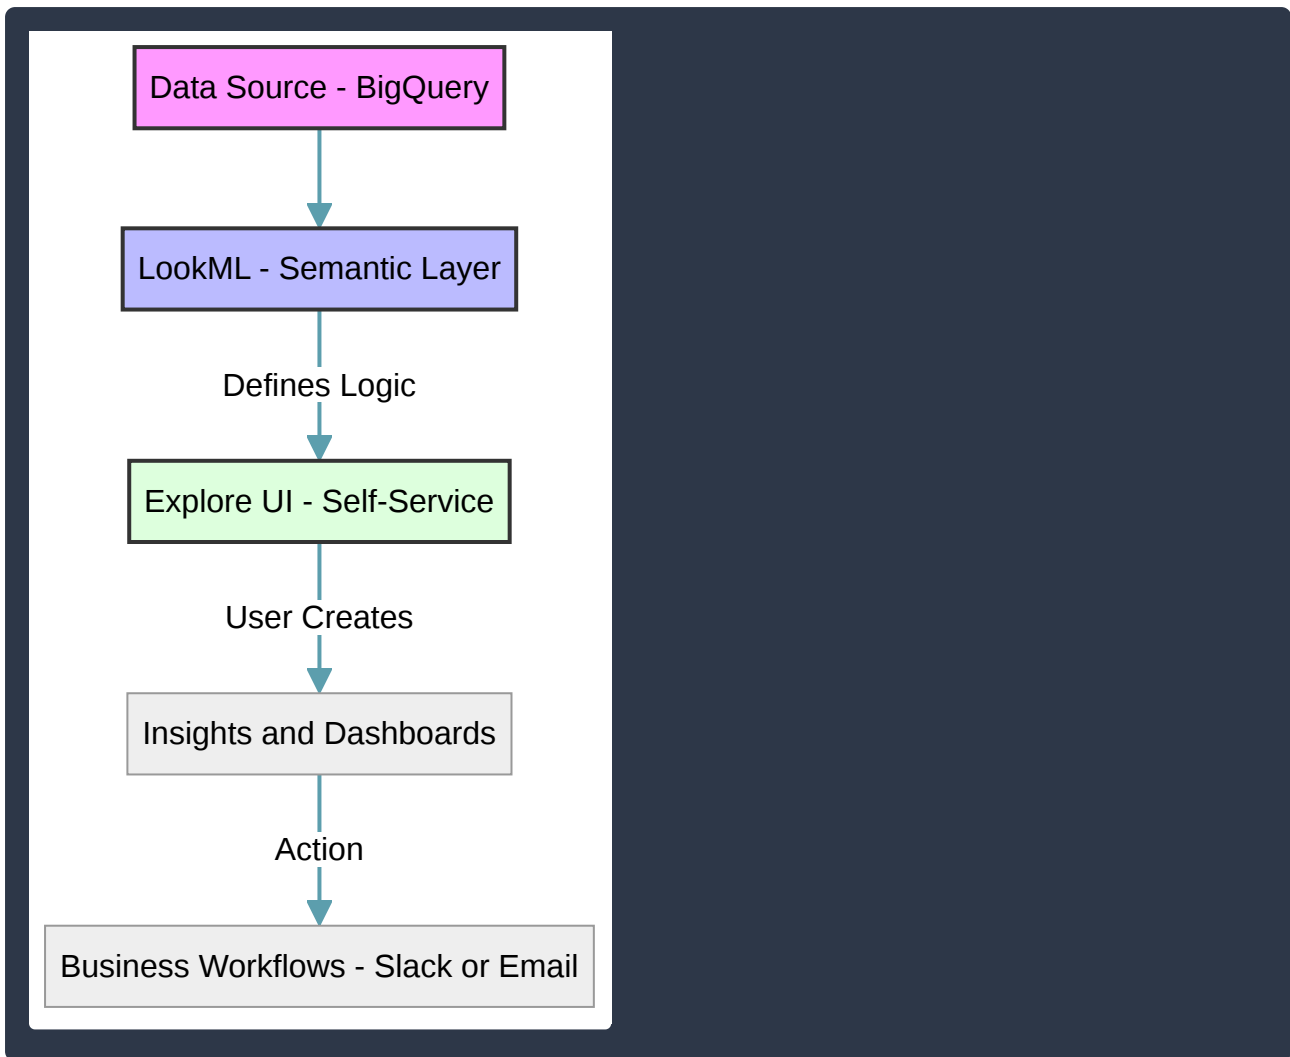 Data Source - BigQuery
LookML - Semantic Layer
Defines Logic
Explore UI - Self-Service
User Creates
Insights and Dashboards
Action
Business Workflows - Slack or Email